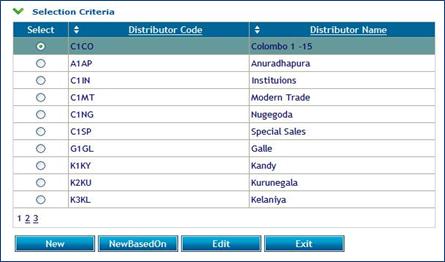 Selection Criteria
Select Distributor Code Distributor Name
C1CO Colombo 1 -15
A1AP Anuradhapura
C1IN Instituions
C1MT Modern Trade
C1NG Nugegoda
C1SP Special Sales
G1GL Galle
K1KY Kandy
K2KU Kurunegala
K3KL Kelaniya
1 2 3
New NewBasedOn Edit Exit